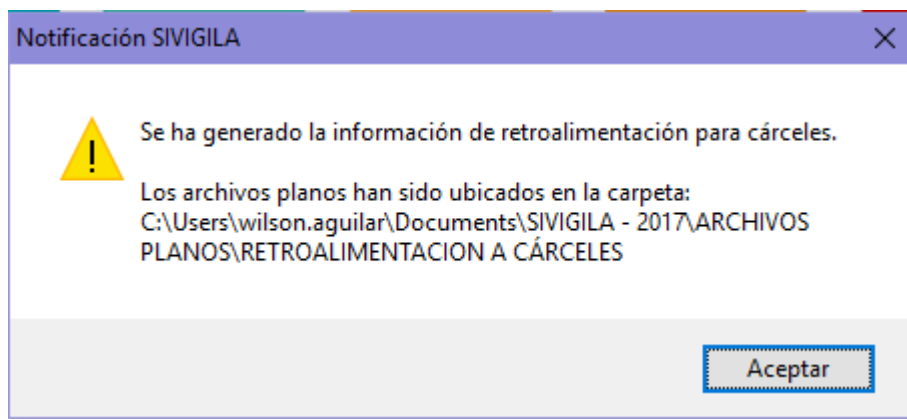 Notificación SIVIGILA
Se ha generado la información de retroalimentación para cárceles.
Los archivos planos han sido ubicados en la carpeta:
C:\Users\wilson.aguilar\Documents\SIVIGILA - 2017\ARCHIVOS
PLANOS\RETROALIMENTACION A CÁRCELES
Aceptar